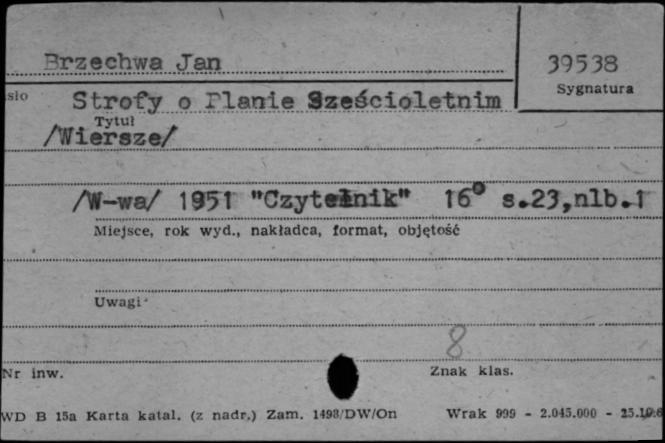 Brzechwa Jan
39538
Sygnatura
sło Strofy o Planie Sześcioletnim
Tytuł
/Wiersze/
/W-wa/ 1951 "Czytelnik" 16° s.23,nlb.1
Miejsce, rok wyd., nakładca, format, objętość
Uwagi
8
Nr inw.
Znak klas.
WD B 15a Karta katal. (z nadr.) Zam. 1498/DW/On Wrak 999 - 2.045.000 -